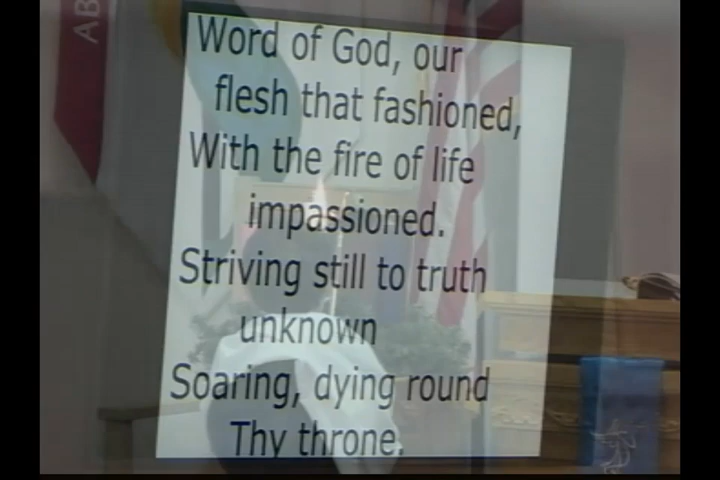 AB
Word of God, our
flesh that fashioned,
With the fire of life
impassioned.
Striving still to truth
unknown
Soaring, dying round
Thy throne.